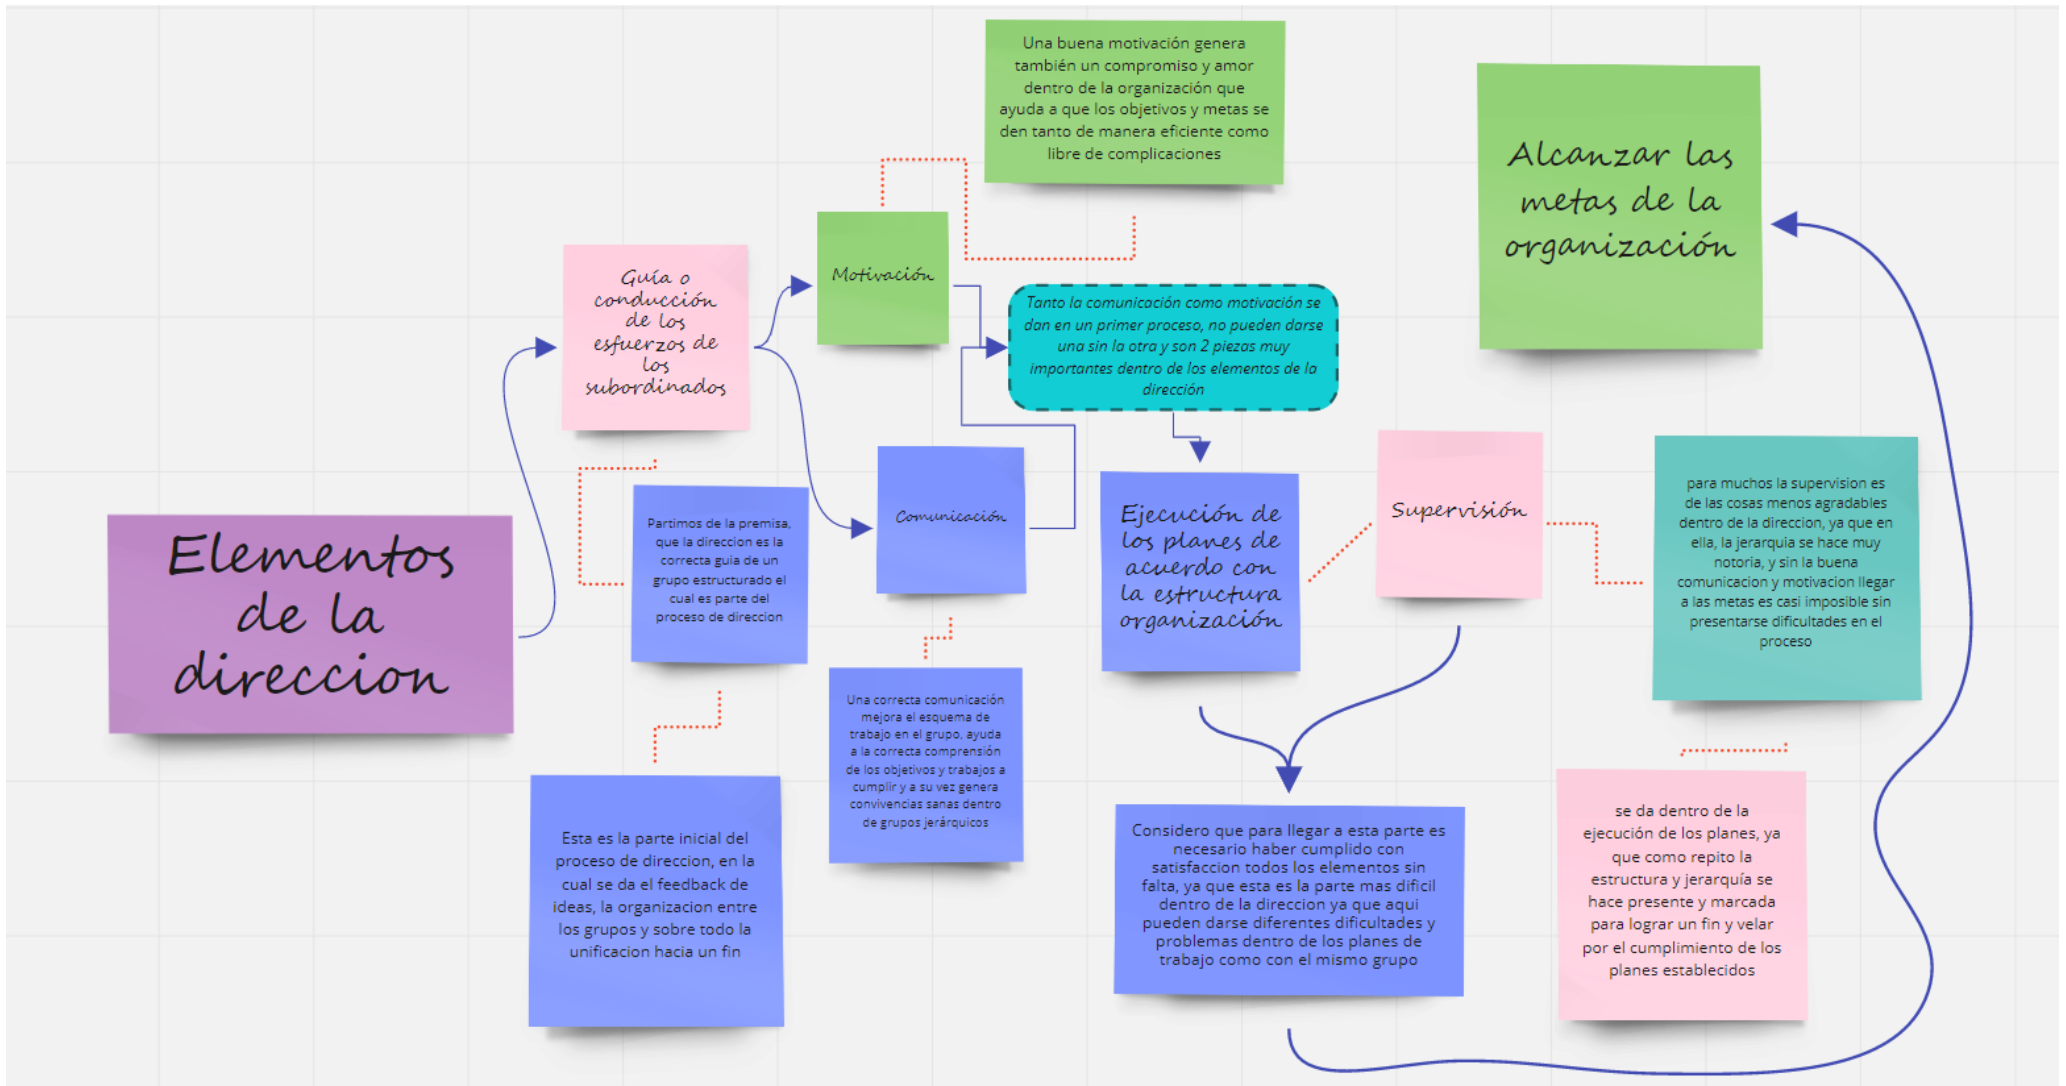 Elementos
de la
direccion
Guía o
conducción
de los
esfuerzos de
los
subordinados
Partimos de la premisa,
que la direccion es la
correcta guia de un
grupo estructurado el
cual es parte del
proceso de direccion
Esta es la parte inicial del
proceso de direccion, en la
cual se da el feedback de
ideas, la organizacion entre
los grupos y sobre todo la
unificacion hacia un fin
Motivación
Una buena motivación genera
también un compromiso y amor
dentro de la organización que
ayuda a que los objetivos y metas se
den tanto de manera eficiente como
libre de complicaciones
Comunicación
Una correcta comunicación
mejora el esquema de
trabajo en el grupo, ayuda
a la correcta comprensión
de los objetivos y trabajos a
cumplir y a su vez genera
convivencias sanas dentro
de grupos jerárquicos
Tanto la comunicación como motivación se
dan en un primer proceso, no pueden darse
una sin la otra y son 2 piezas muy
importantes dentro de los elementos de la
dirección
Ejecución de
los planes de
acuerdo con
la estructura
organización
Supervisión
para muchos la supervision es
de las cosas menos agradables
dentro de la direccion, ya que en
ella, la jerarquia se hace muy
notoria, y sin la buena
comunicacion y motivacion llegar
a las metas es casi imposible sin
presentarse dificultades en el
proceso
se da dentro de la
ejecución de los planes, ya
que como repito la
estructura y jerarquía se
hace presente y marcada
para lograr un fin y velar
por el cumplimiento de los
planes establecidos
Considero que para llegar a esta parte es
necesario haber cumplido con
satisfaccion todos los elementos sin
falta, ya que esta es la parte mas dificil
dentro de la direccion ya que aqui
pueden darse diferentes dificultades y
problemas dentro de los planes de
trabajo como con el mismo grupo
Alcanzar las
metas de la
organización